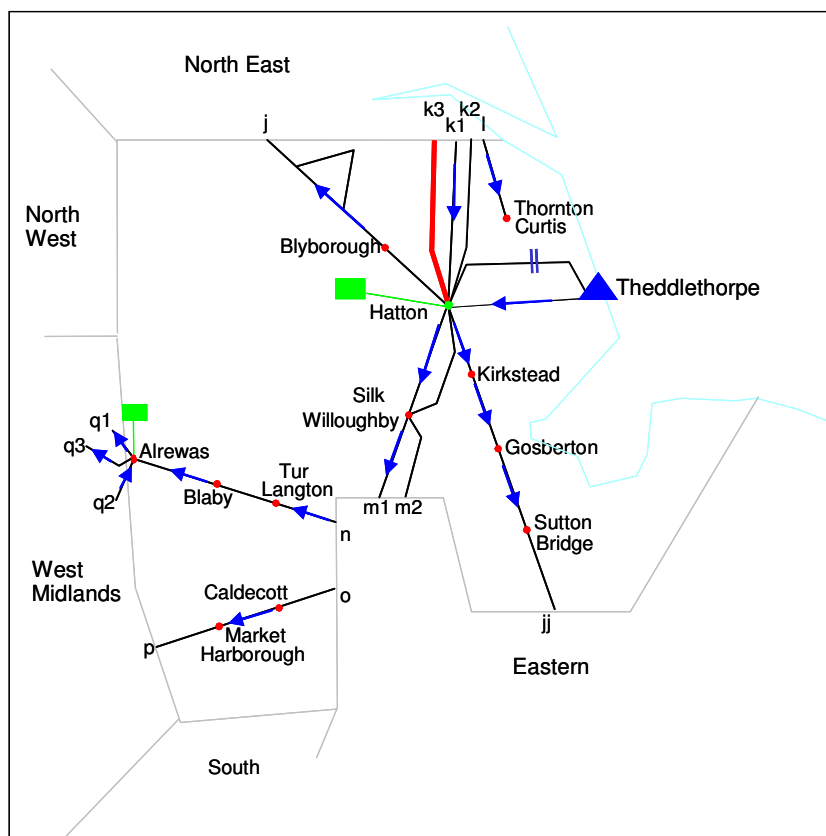 North East
k3
k2
j
k1
l
North
West
Thornton
Curtis
Blyborough
Theddlethorpe
Hatton
Kirkstead
Silk
Willoughby
q1
q3
Alrewas
Gosberton
Tur
Langton
Blaby
q2
m1
m2
n
Sutton
Bridge
West
Midlands
Caldecott
o
jj
Market
Harborough
p
Eastern
South